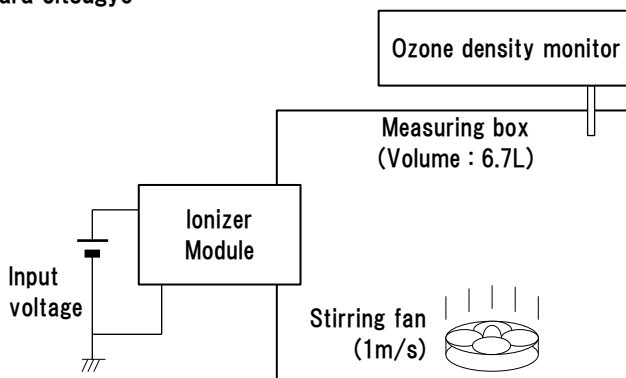 Ozone density monitor
Measuring box
(Volume : 6.7L)
Ionizer
Module
Input
voltage
Stirring fan
(1m/s)